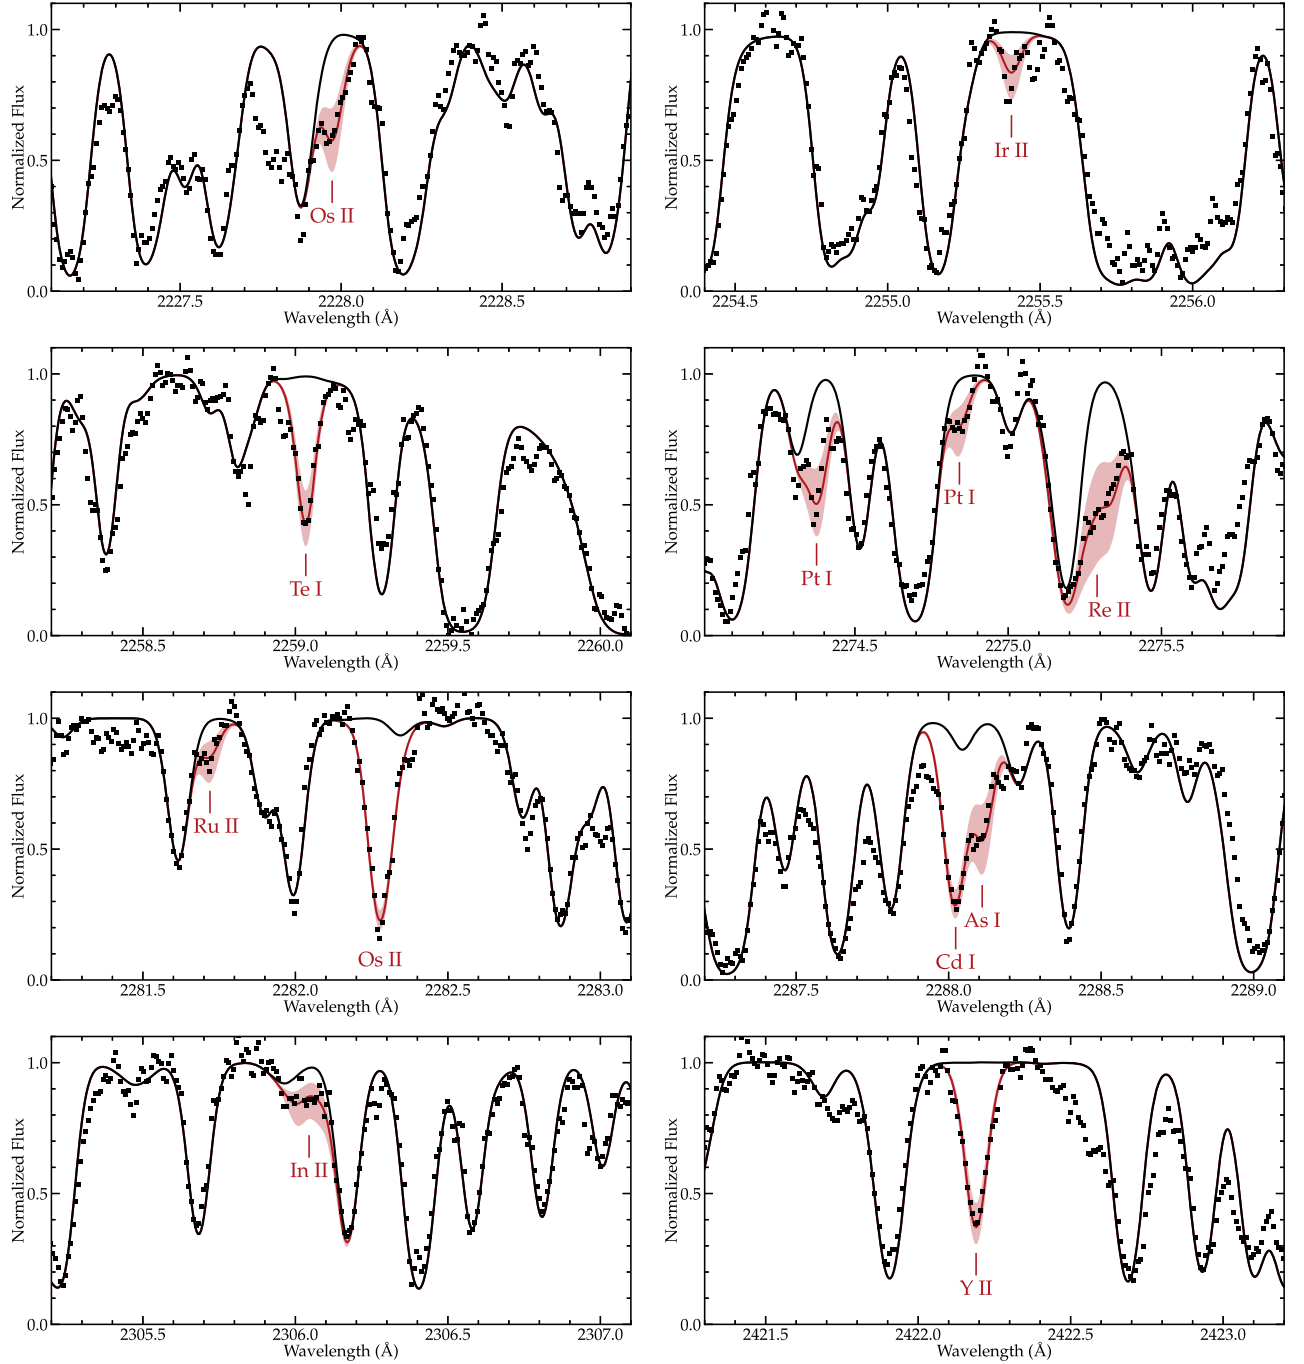 1.0
0.5
0.0
Normalized Flux
Os II
2227.5 2228.0 2228.5
Wavelength (Å)
1.0
0.5
0.0
Normalized Flux
Ir II
2254.5 2255.0 2255.5 2256.0
Wavelength (Å)
1.0
0.5
0.0
Normalized Flux
Te I
2258.5 2259.0 2259.5 2260.0
Wavelength (Å)
1.0
0.5
0.0
Normalized Flux
Pt I
Pt I
Re II
2274.5 2275.0 2275.5
Wavelength (Å)
1.0
0.5
0.0
Normalized Flux
Ru II
Os II
2281.5 2282.0 2282.5 2283.0
Wavelength (Å)
1.0
0.5
0.0
Normalized Flux
As I
Cd I
2287.5 2288.0 2288.5 2289.0
Wavelength (Å)
1.0
0.5
0.0
Normalized Flux
In II
2305.5 2306.0 2306.5 2307.0
Wavelength (Å)
1.0
0.5
0.0
Normalized Flux
Y II
2421.5 2422.0 2422.5 2423.0
Wavelength (Å)